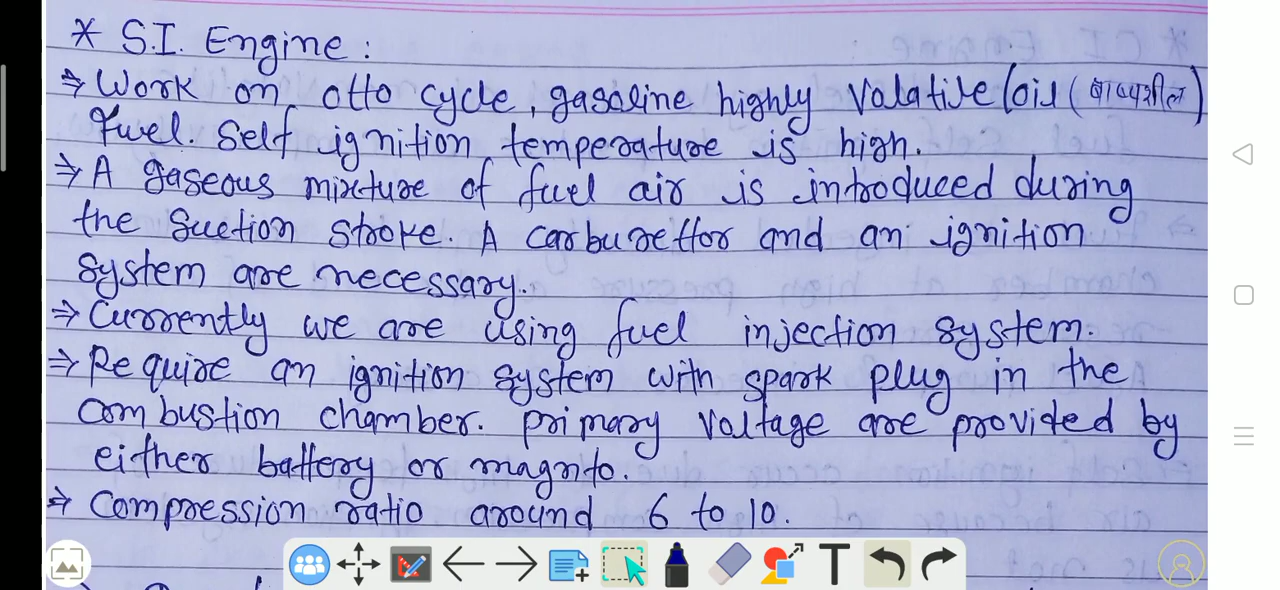 * S.I. Engine:
⇒ Work on otto cycle, gasoline highly Volatile (oil (वाष्पशील)
Fuel. Self ignition temperature is high.
⇒ A gaseous mixture of fuel air is introduced during
the Suction Stroke. A carburettor and an ignition
system are necessary.
⇒ Currently we are using fuel injection system.
⇒ Require an ignition system with spark plug in the
combustion chamber. Primary Voltage are provided by
either battery or magnito.
⇒ Compression ratio around 6 to 10.
T